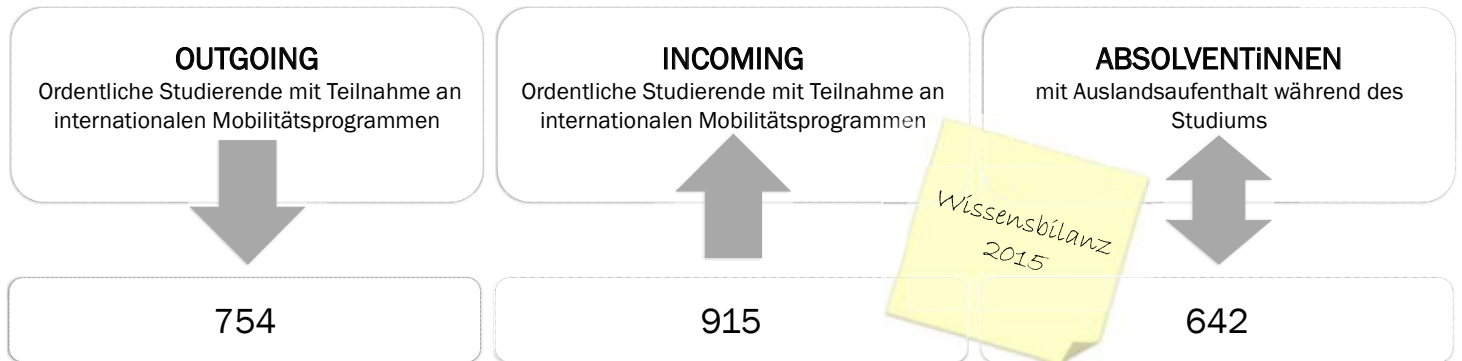 OUTGOING
Ordentliche Studierende mit Teilnahme an
internationalen Mobilitätsprogrammen
754
INCOMING
Ordentliche Studierende mit Teilnahme an
internationalen Mobilitätsprogrammen
915
ABSOLVENTiNNEN
mit Auslandsaufenthalt während des
Studiums
642
Wissensbilanz
2015